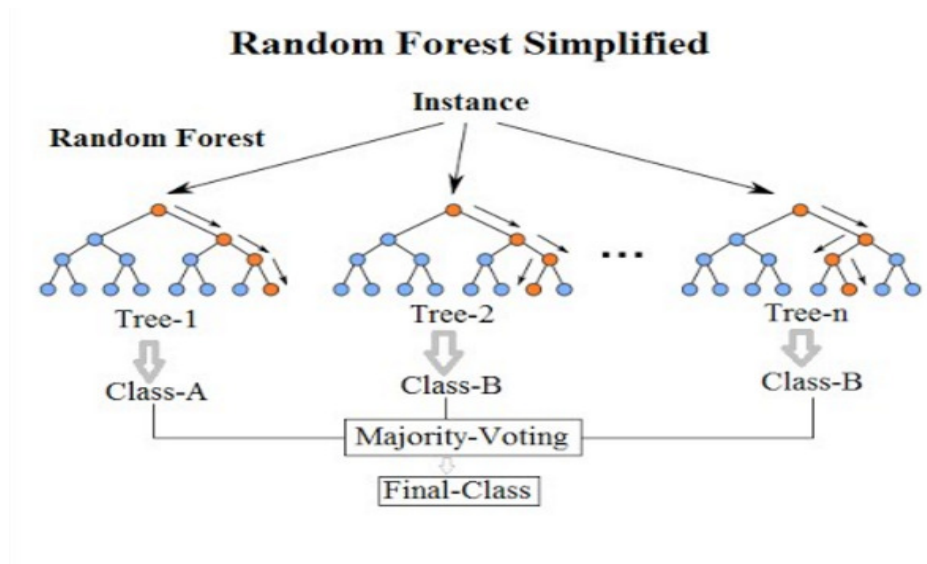 Random Forest Simplified
Instance
Random Forest
...
Tree-1
Tree-2
Tree-n
Class-A
Class-B
Class-B
Majority-Voting
Final-Class